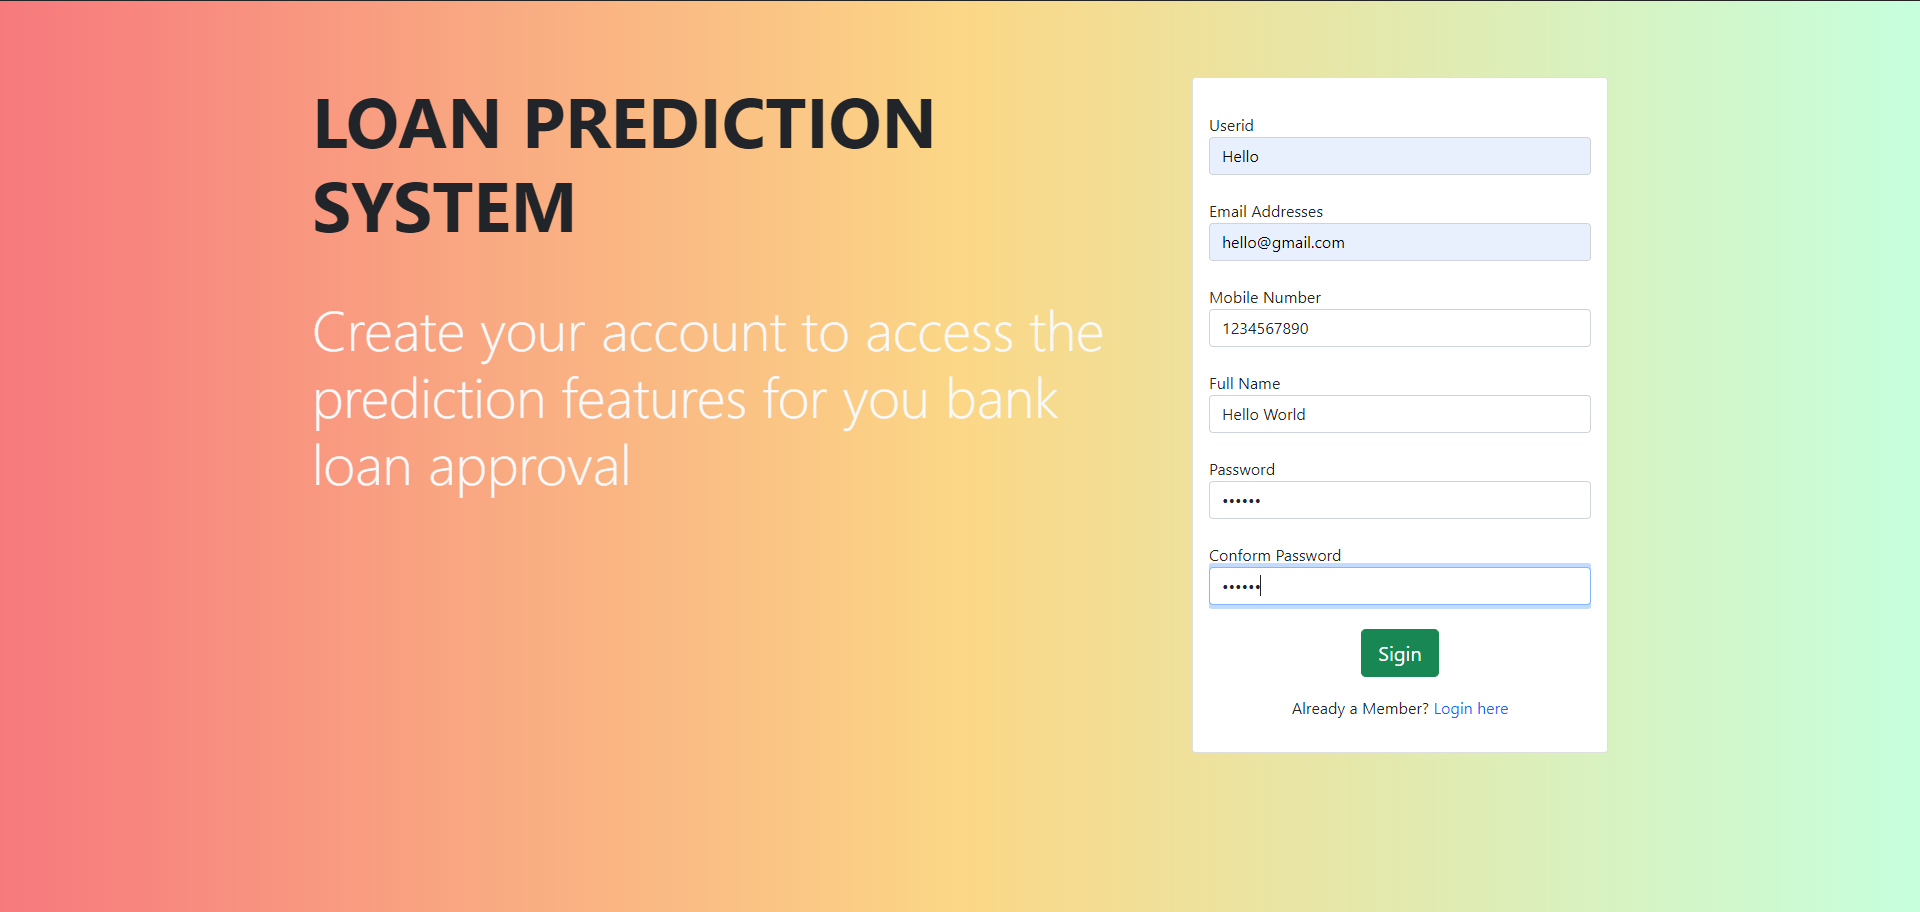 LOAN PREDICTION
SYSTEM
Create your account to access the
prediction features for you bank
loan approval
Userid
Hello
Email Addresses
hello@gmail.com
Mobile Number
1234567890
Full Name
Hello World
Password
••••••
Conform Password
••••••
Sigin
Already a Member? Login here